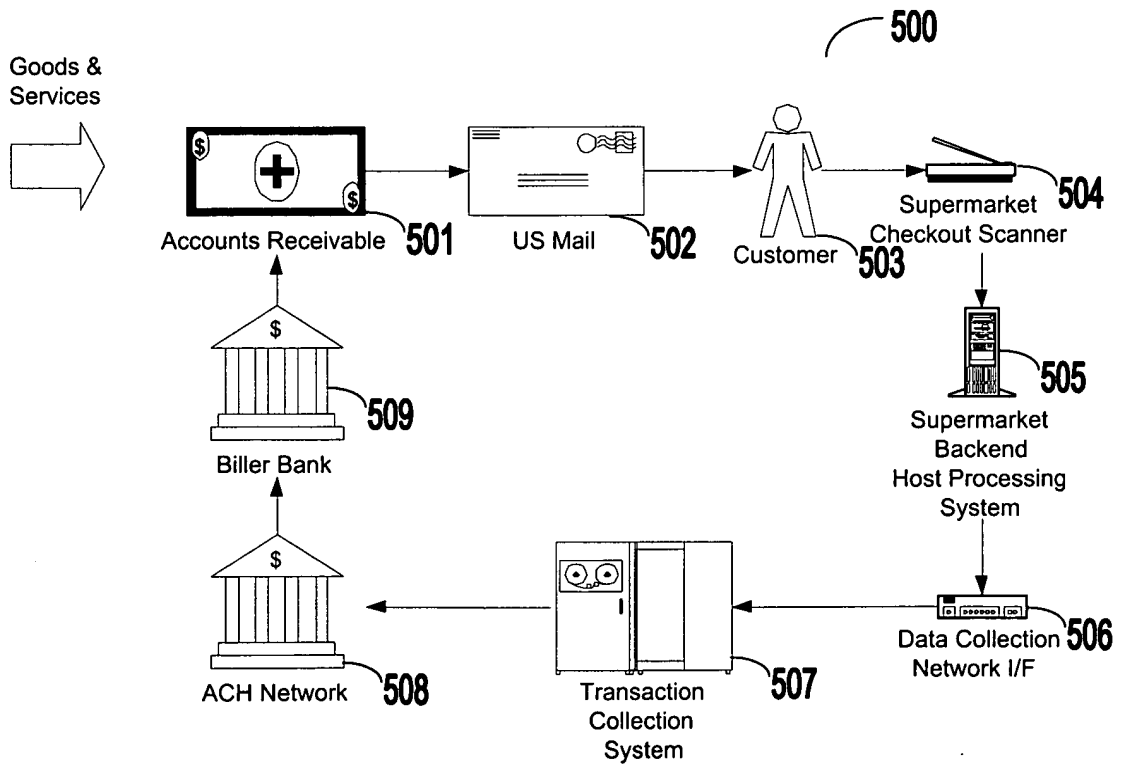 500
Goods &
Services
$
$
Accounts Receivable
501
US Mail
502
Customer
503
504
Supermarket
Checkout Scanner
505
Supermarket
Backend
Host Processing
System
$
509
Biller Bank
$
508
ACH Network
507
Transaction
Collection
System
506
Data Collection
Network I/F